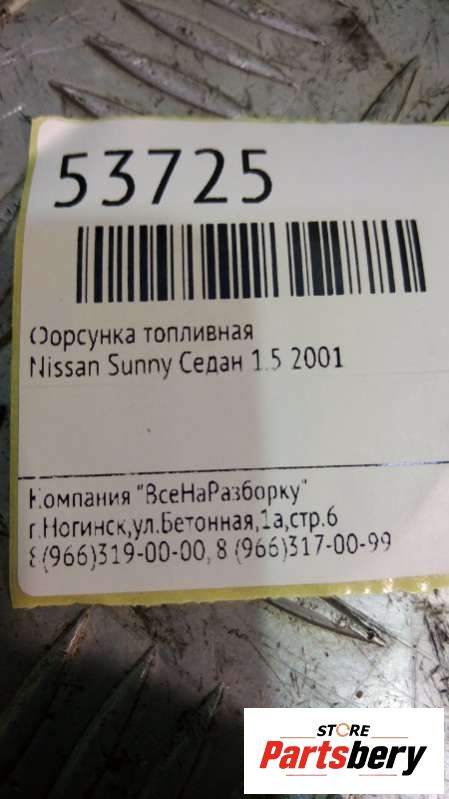 53725
Форсунка топливная
Nissan Sunny Седан 1.5 2001
Компания "ВсеНаРазборку"
г.Ногинск,ул.Бетонная,1а,стр.6
8(966)319-00-00, 8 (966)317-00-99
STORE
Partsbery